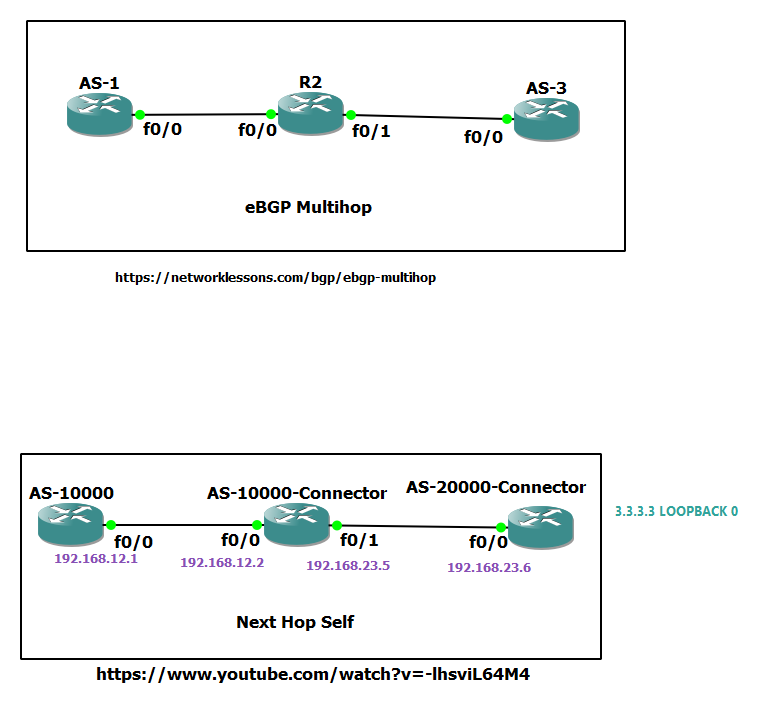 AS-1
R2
AS-3
f0/0
f0/0
f0/1
f0/0
eBGP Multihop
https://networklessons.com/bgp/ebgp-multihop
AS-10000
AS-10000-Connector
AS-20000-Connector
3.3.3.3 LOOPBACK 0
f0/0
f0/0
f0/1
f0/0
192.168.12.1
192.168.12.2
192.168.23.5
192.168.23.6
Next Hop Self
https://www.youtube.com/watch?v=-lhsviL64M4